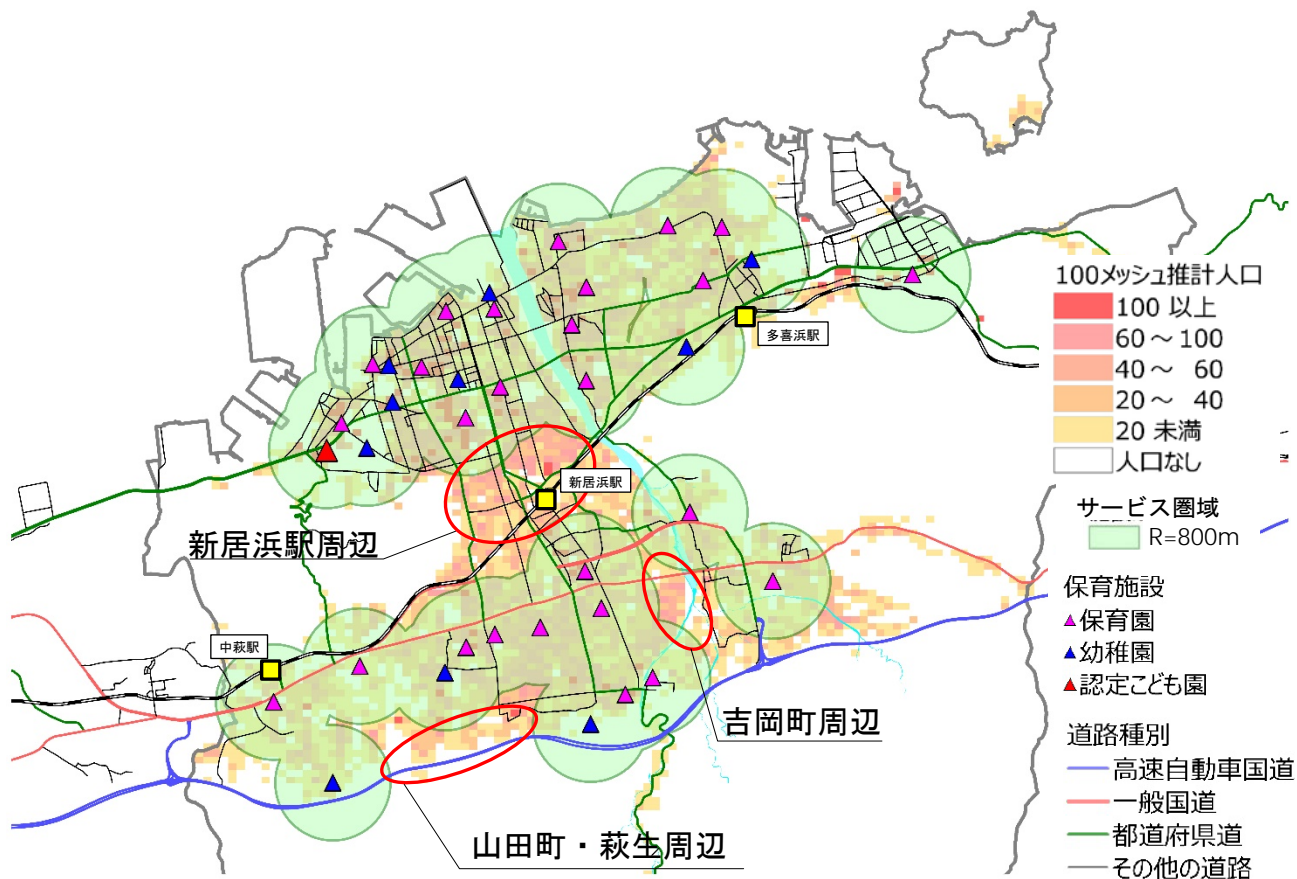 多喜浜駅
新居浜駅
新居浜駅周辺
中萩駅
吉岡町周辺
山田町・萩生周辺
100メッシュ推計人口
100 以上
60 ～ 100
40 ～ 60
20 ～ 40
20 未満
人口なし
サービス圏域
R=800m
保育施設
保育園
幼稚園
認定こども園
道路種別
高速自動車国道
一般国道
都道府県道
その他の道路